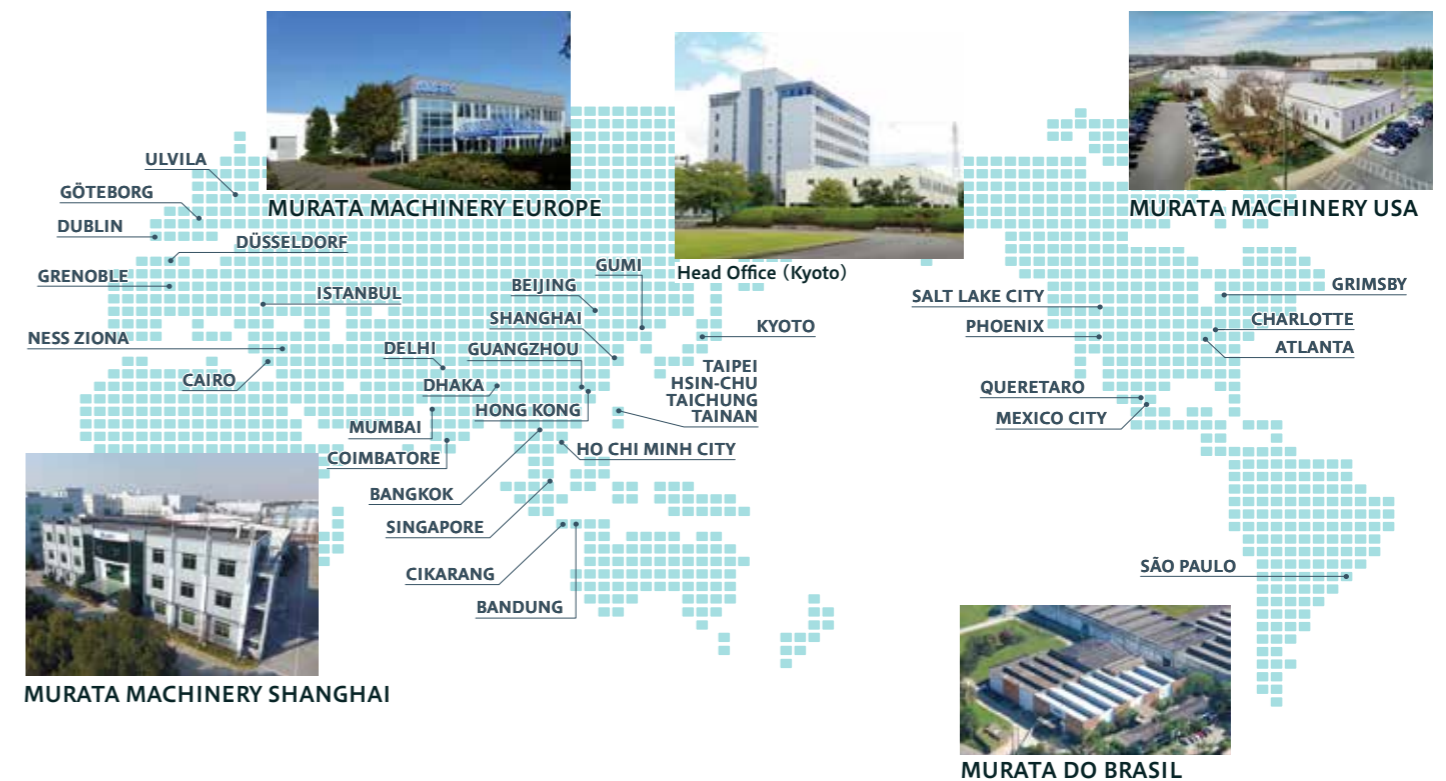 MURATA MACHINERY EUROPE
Head Office（Kyoto）
MURATA MACHINERY USA
ULVILA
GÖTEBORG
DUBLIN
DÜSSELDORF
GRENOBLE
ISTANBUL
NESS ZIONA
CAIRO
GUMI
BEIJING
SHANGHAI
KYOTO
DELHI
GUANGZHOU
DHAKA
HONG KONG
TAIPEI
HSIN-CHU
TAICHUNG
TAINAN
MUMBAI
COIMBATORE
HO CHI MINH CITY
BANGKOK
SINGAPORE
CIKARANG
BANDUNG
SALT LAKE CITY
PHOENIX
GRIMSBY
CHARLOTTE
ATLANTA
QUERETARO
MEXICO CITY
SÃO PAULO
MURATA MACHINERY SHANGHAI
MURATA DO BRASIL